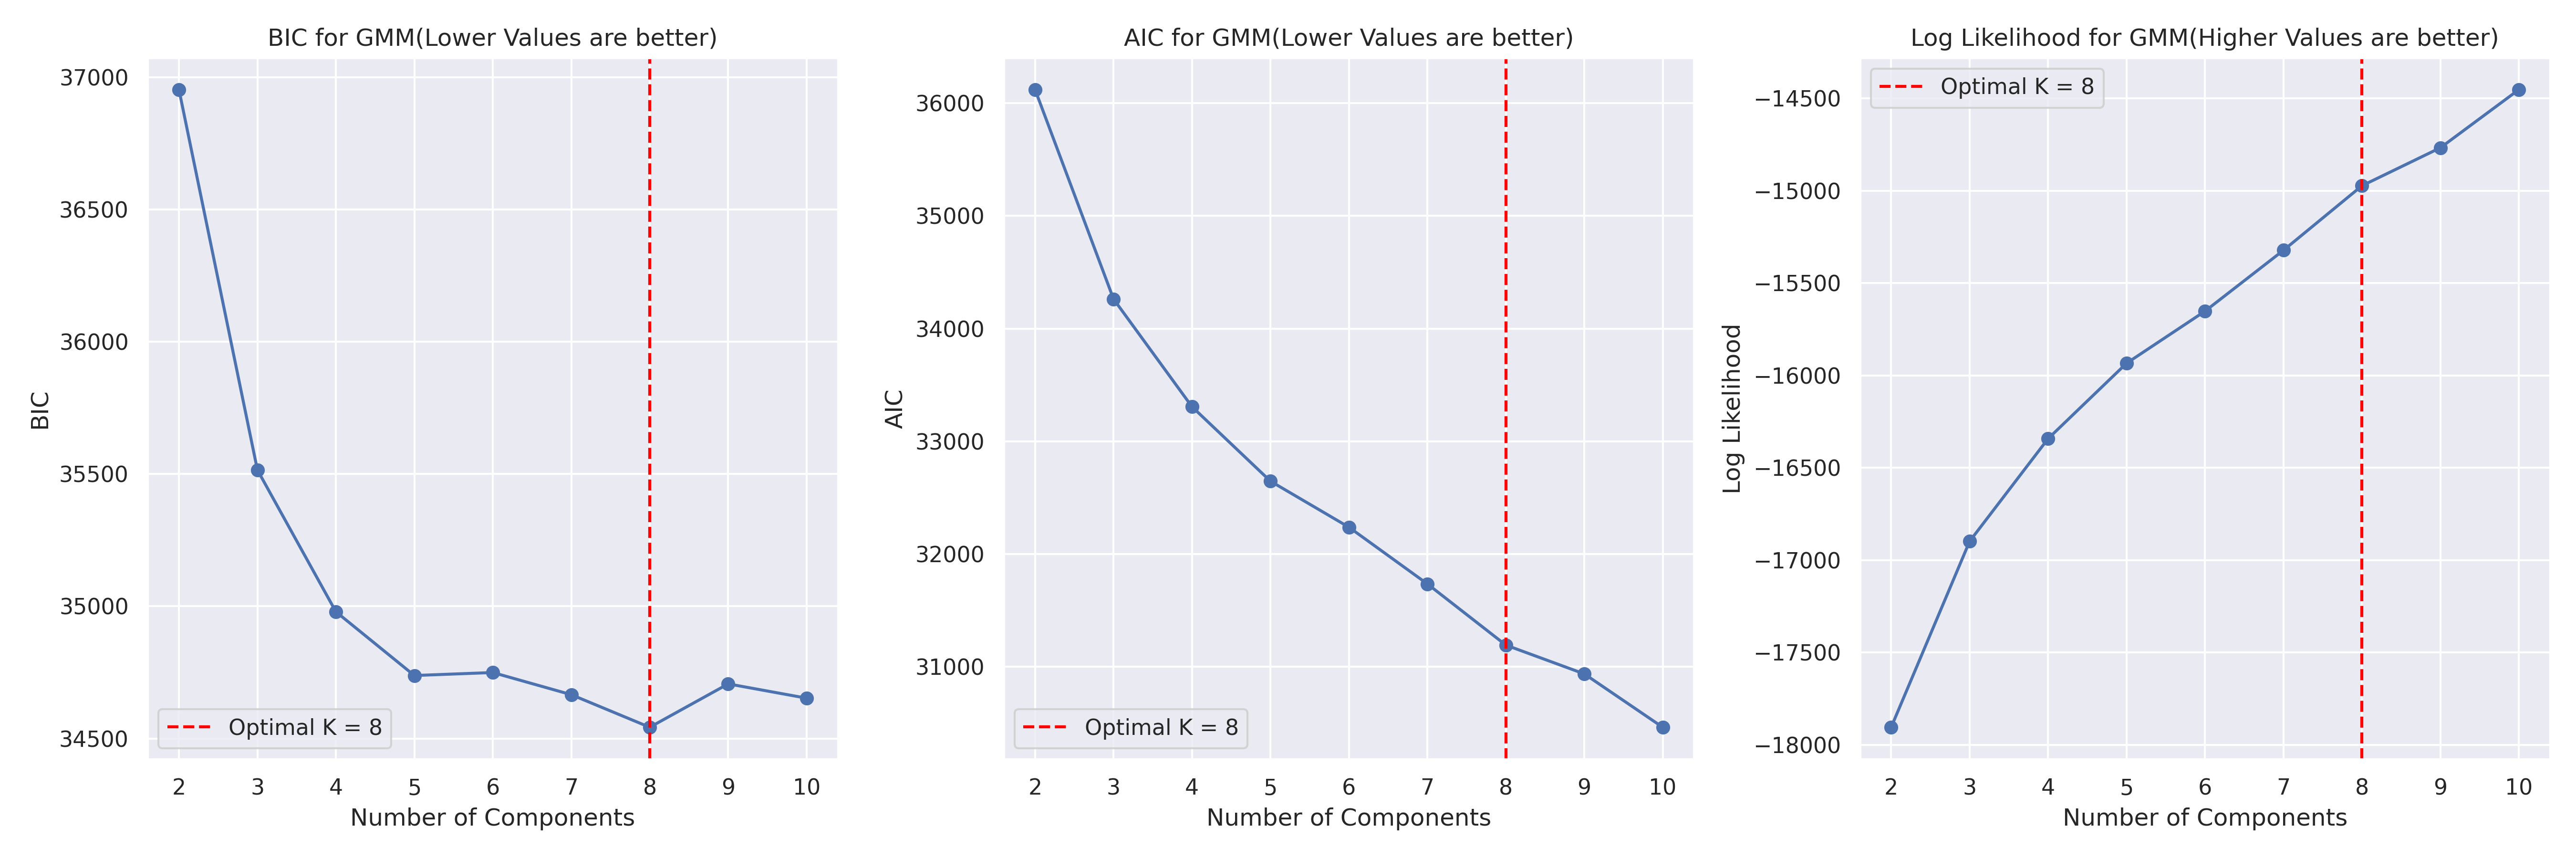 BIC for GMM(Lower Values are better)
37000
36500
36000
35500
35000
34500
BIC
Optimal K = 8
2 3 4 5 6 7 8 9 10
Number of Components
AIC for GMM(Lower Values are better)
36000
35000
34000
33000
32000
31000
AIC
Optimal K = 8
2 3 4 5 6 7 8 9 10
Number of Components
Log Likelihood for GMM(Higher Values are better)
Optimal K = 8
−14500
−15000
−15500
−16000
−16500
−17000
−17500
−18000
Log Likelihood
2 3 4 5 6 7 8 9 10
Number of Components